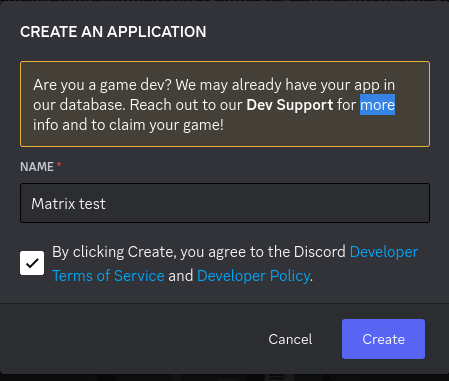 CREATE AN APPLICATION
Are you a game dev? We may already have your app in
our database. Reach out to our Dev Support for more
info and to claim your game!
NAME *
Matrix test
By clicking Create, you agree to the Discord Developer
Terms of Service and Developer Policy.
Cancel
Create